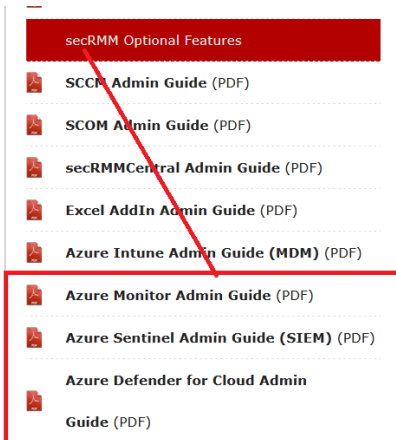 secRMM Optional Features
SCCM Admin Guide (PDF)
SCOM Admin Guide (PDF)
secRMMCentral Admin Guide (PDF)
Excel AddIn Admin Guide (PDF)
Azure Intune Admin Guide (MDM) (PDF)
Azure Monitor Admin Guide (PDF)
Azure Sentinel Admin Guide (SIEM) (PDF)
Azure Defender for Cloud Admin
Guide (PDF)